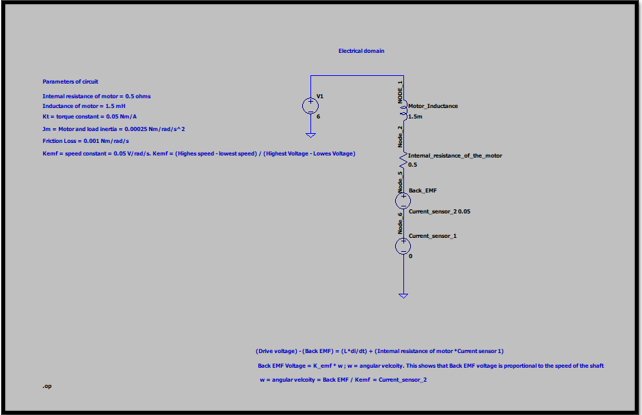 Electrical domain
Parameters of circuit
Internal resistance of motor = 0.5 ohms
Inductance of motor = 1.5 mH
Kt = torque constant = 0.05 Nm/A
Jm = Motor and load inertia = 0.00025 Nm/rad/s^2
Friction Loss = 0.001 Nm/rad/s
Kemf = speed constant = 0.05 V/rad/s. Kemf = (Highes speed - lowest speed) / (Highest Voltage - Lowes Voltage)
V1
6
NODE_1
Motor_Inductance
1.5m
Node_2
Internal_resistance_of_the_motor
0.5
Node_5
Back_EMF
Current_sensor_2 0.05
Node_6
Current_sensor_1
0
(Drive voltage) - (Back EMF) = (L*di/dt) + (Internal resistance of motor *Current sensor 1)
Back EMF Voltage = K_emf * w ; w = angular velcoity. This shows that Back EMF voltage is proportional to the speed of the shaft
w = angular velcoity = Back EMF / Kemf = Current_sensor_2
.op